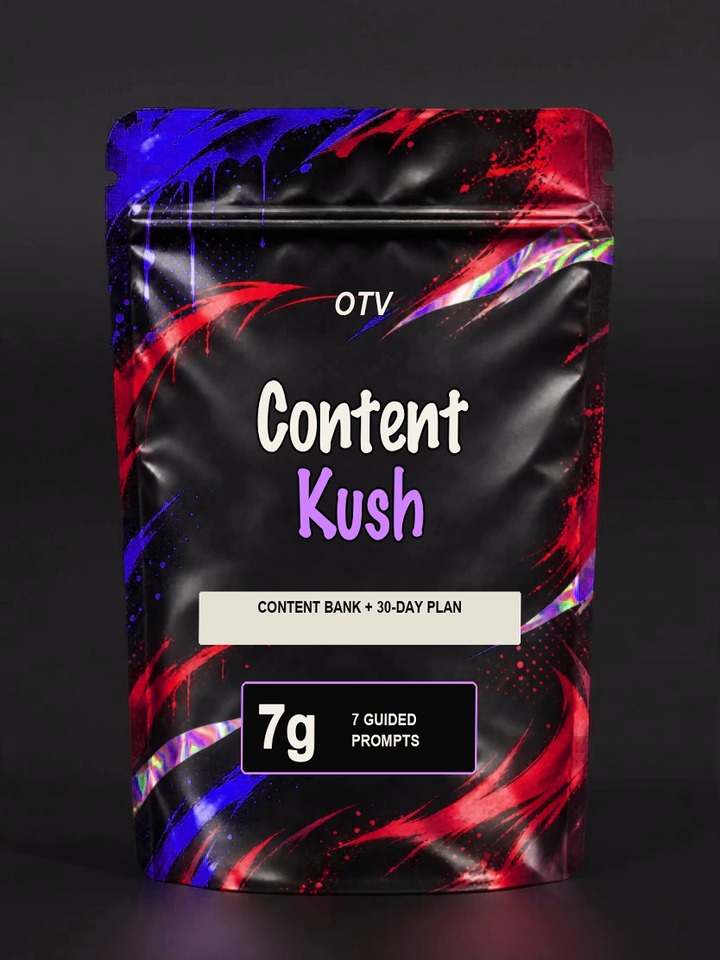 OTV
Content
Kush
CONTENT BANK + 30-DAY PLAN
7g
7 GUIDED
PROMPTS